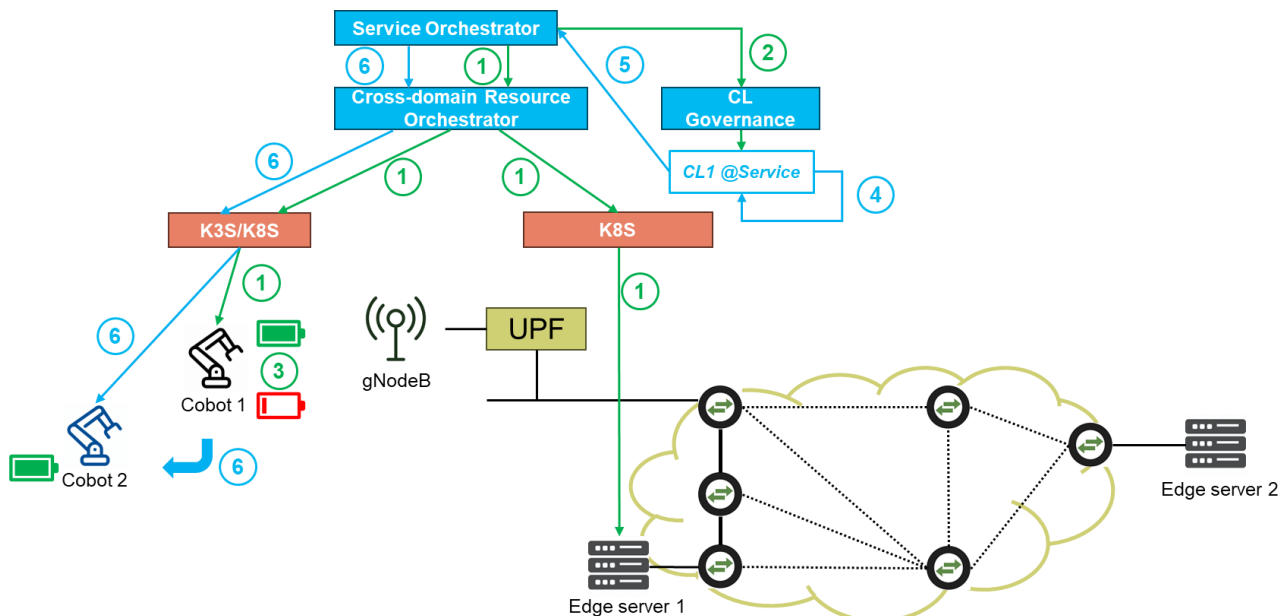 Service Orchestrator
6
1
5
2
Cross-domain Resource
Orchestrator
CL
Governance
6
1
1
CL1 @Service
4
K3S/K8S
K8S
1
1
6
UPF
3
gNodeB
Cobot 1
6
Cobot 2
Edge server 2
Edge server 1